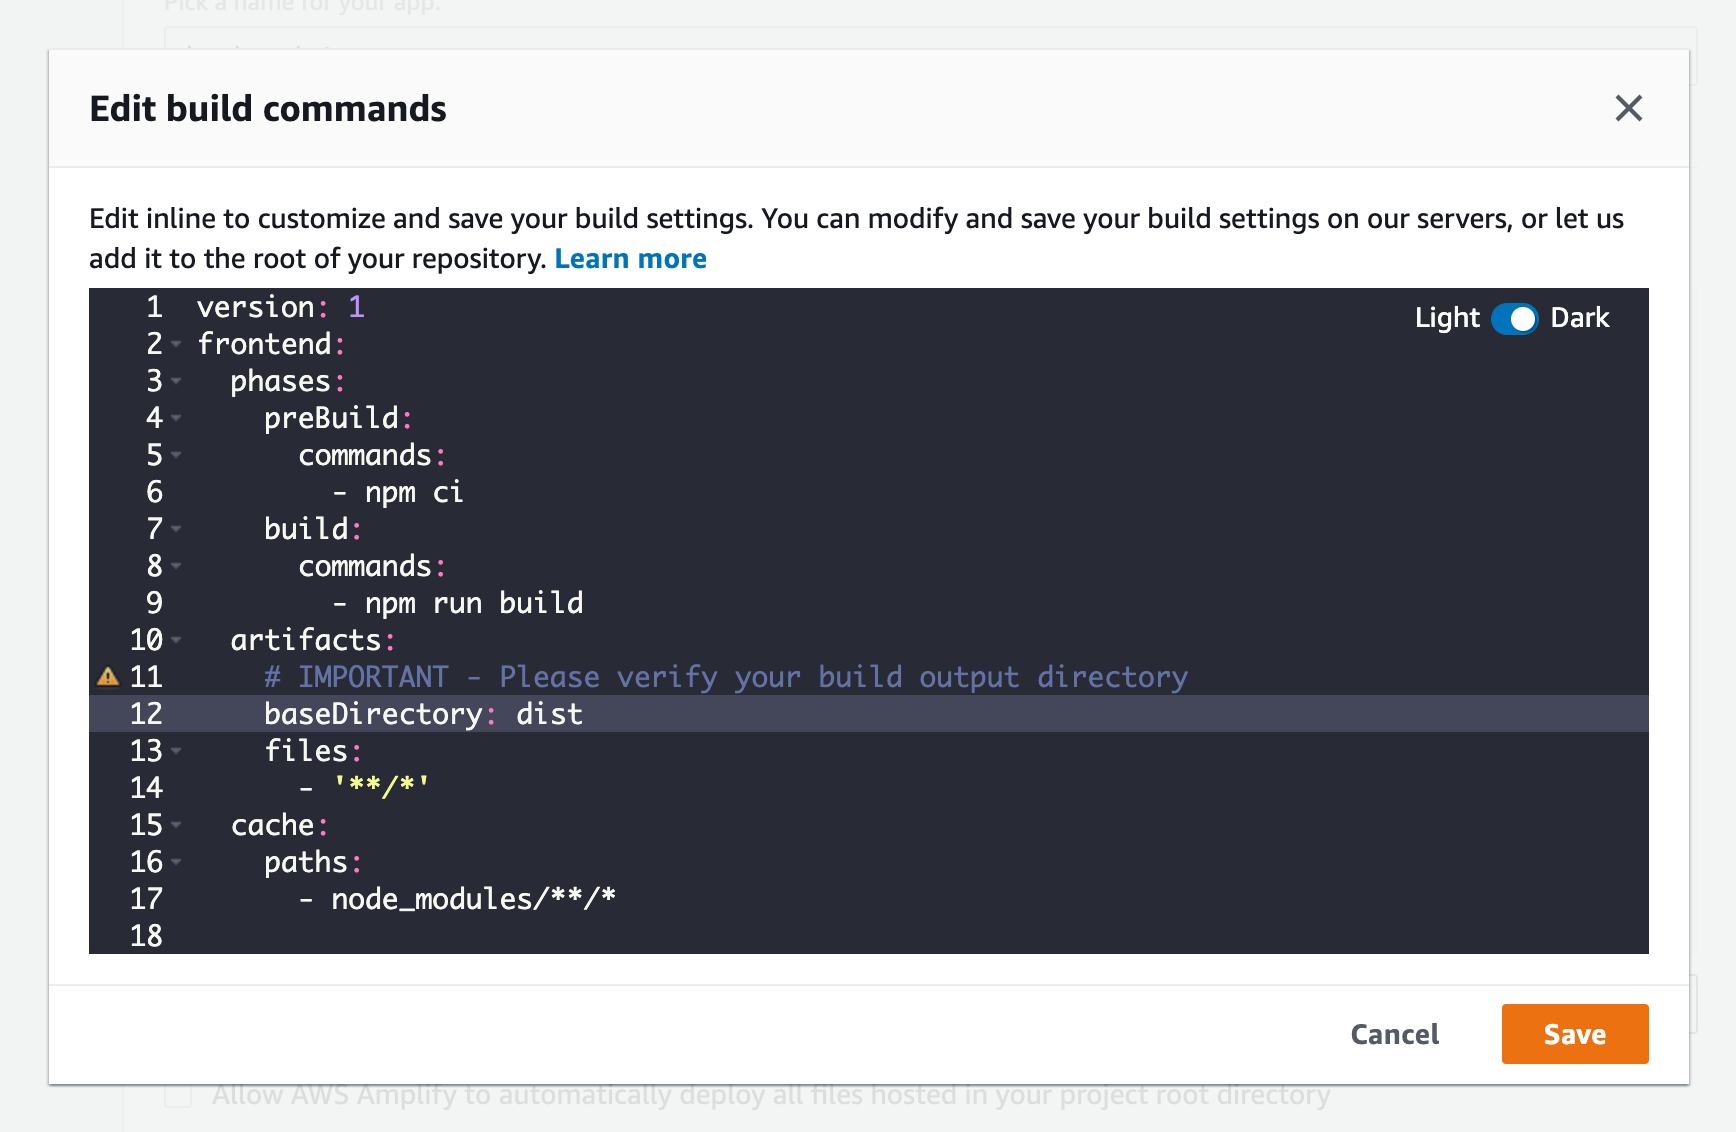 Pick a name for your app.
Edit build commands
Edit inline to customize and save your build settings. You can modify and save your build settings on our servers, or let us
add it to the root of your repository. Learn more
Light Dark
1 version: 1
2 frontend:
3 phases:
4 preBuild:
5 commands:
6 - npm ci
7 build:
8 commands:
9 - npm run build
10 artifacts:
11 # IMPORTANT - Please verify your build output directory
12 baseDirectory: dist
13 files:
14 - '**/*'
15 cache:
16 paths:
17 - node_modules/**/*
18
Cancel Save
Allow AWS Amplify to automatically deploy all files hosted in your project root directory